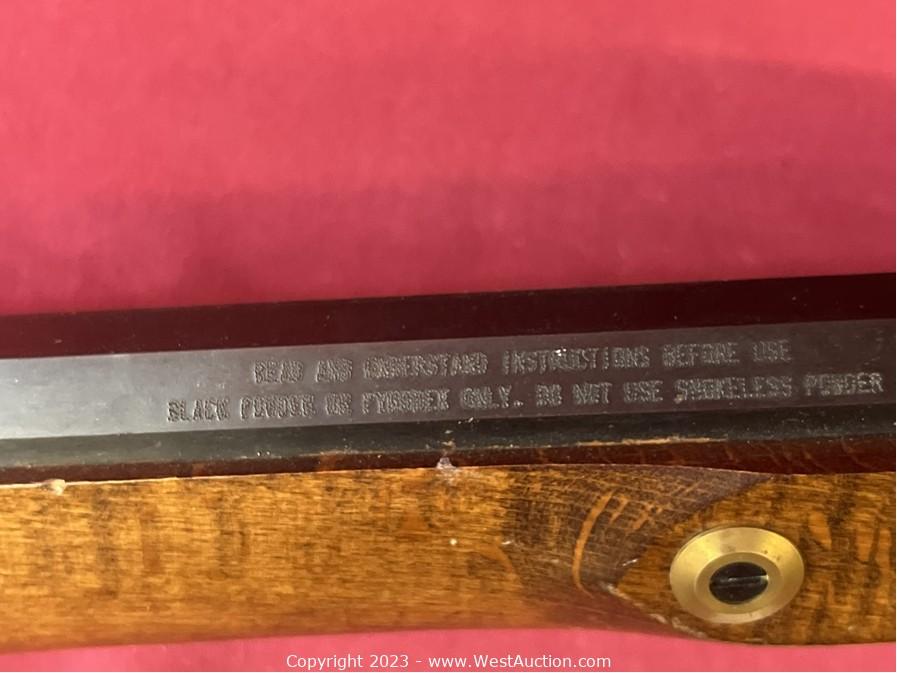 READ AND UNDERSTAND INSTRUCTIONS BEFORE USE
BLACK POWDER OR PYRODEX ONLY. DO NOT USE SMOKELESS POWDER
Copyright 2023 - www.WestAuction.com